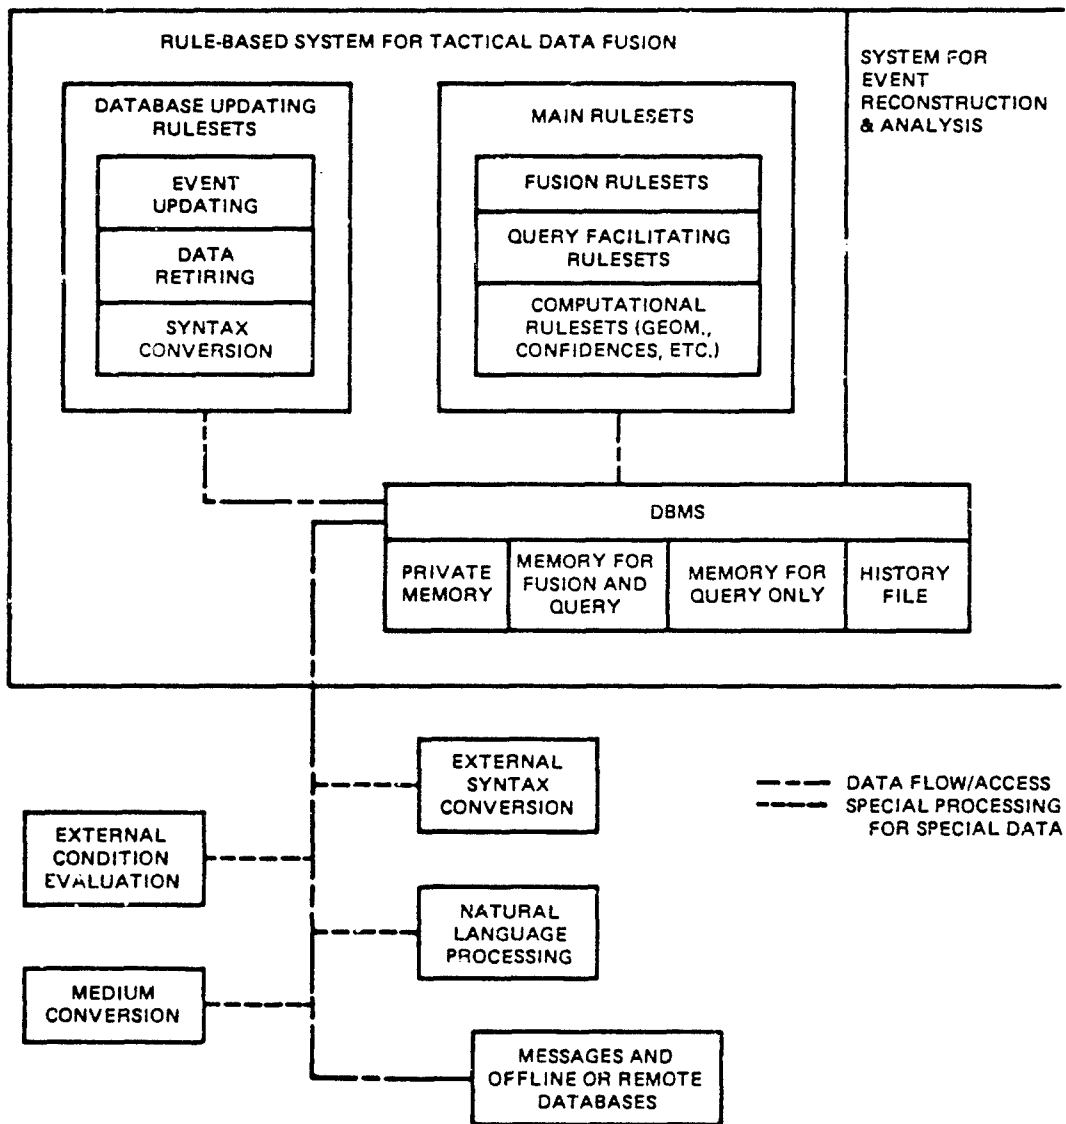 RULE-BASED SYSTEM FOR TACTICAL DATA FUSION
SYSTEM FOR
EVENT
RECONSTRUCTION
& ANALYSIS
DATABASE UPDATING
RULESETS
EVENT
UPDATING
DATA
RETIRING
SYNTAX
CONVERSION
MAIN RULESETS
FUSION RULESETS
QUERY FACILITATING
RULESETS
COMPUTATIONAL
RULESETS (GEOM.,
CONFIDENCES, ETC.)
DBMS
PRIVATE
MEMORY
MEMORY FOR
FUSION AND
QUERY
MEMORY FOR
QUERY ONLY
HISTORY
FILE
EXTERNAL
SYNTAX
CONVERSION
DATA FLOW/ACCESS
SPECIAL PROCESSING
FOR SPECIAL DATA
EXTERNAL
CONDITION
EVALUATION
NATURAL
LANGUAGE
PROCESSING
MEDIUM
CONVERSION
MESSAGES AND
OFFLINE OR REMOTE
DATABASES